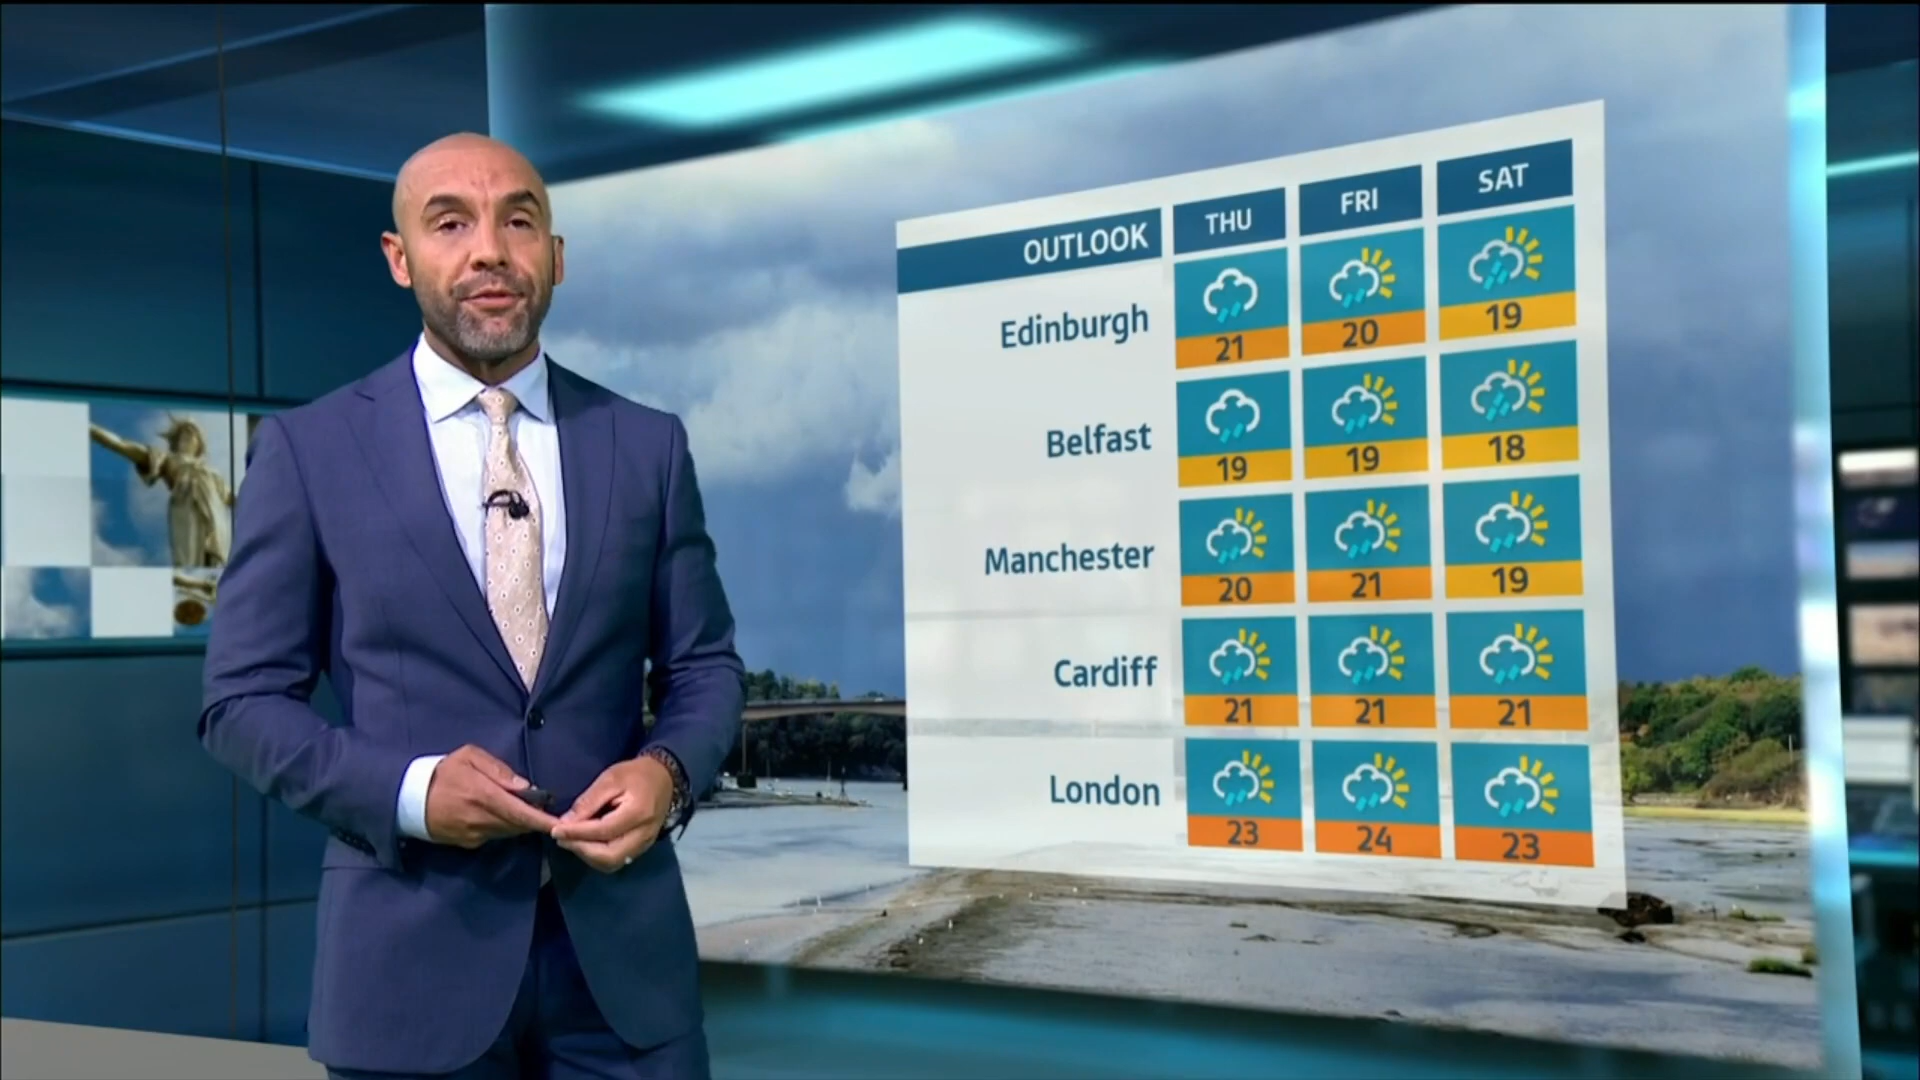 OUTLOOK THU FRI SAT
Edinburgh 21 20 19
Belfast 19 19 18
Manchester 20 21 19
Cardiff 21 21 21
London 23 24 23